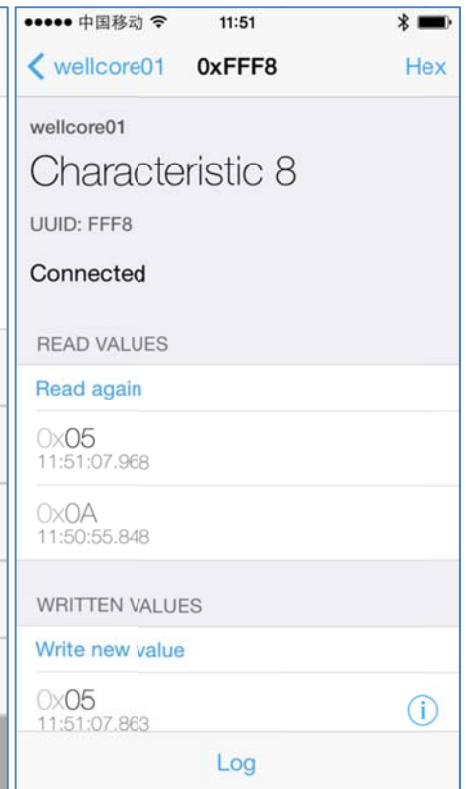 中国移动 11:51
wellcore01 0xFFF8 Hex
wellcore01
Characteristic 8
UUID: FFF8
Connected
READ VALUES
Read again
0x05
11:51:07.968
0x0A
11:50:55.848
WRITTEN VALUES
Write new value
0x05
11:51:07.863
Log